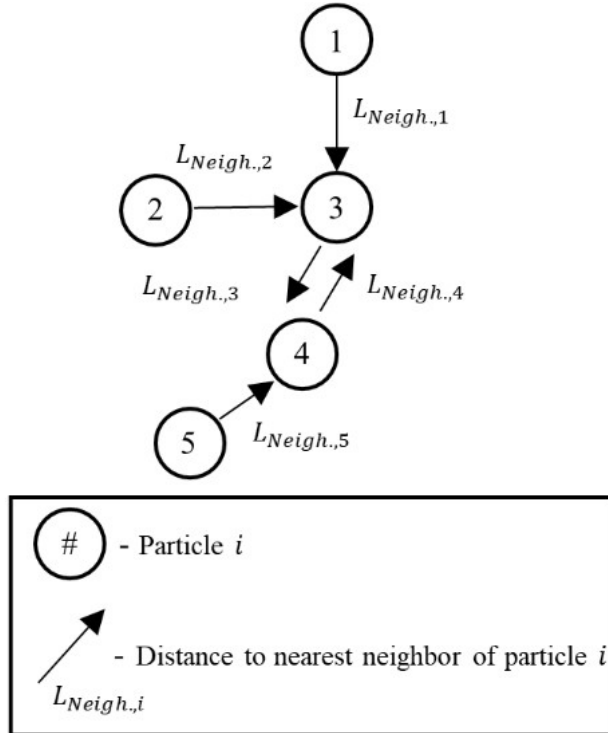 1
L_{Neigh.,1}
L_{Neigh.,2}
2
3
L_{Neigh.,3}
L_{Neigh.,4}
4
5
L_{Neigh.,5}
# - Particle i
- Distance to nearest neighbor of particle i
L_{Neigh.,i}